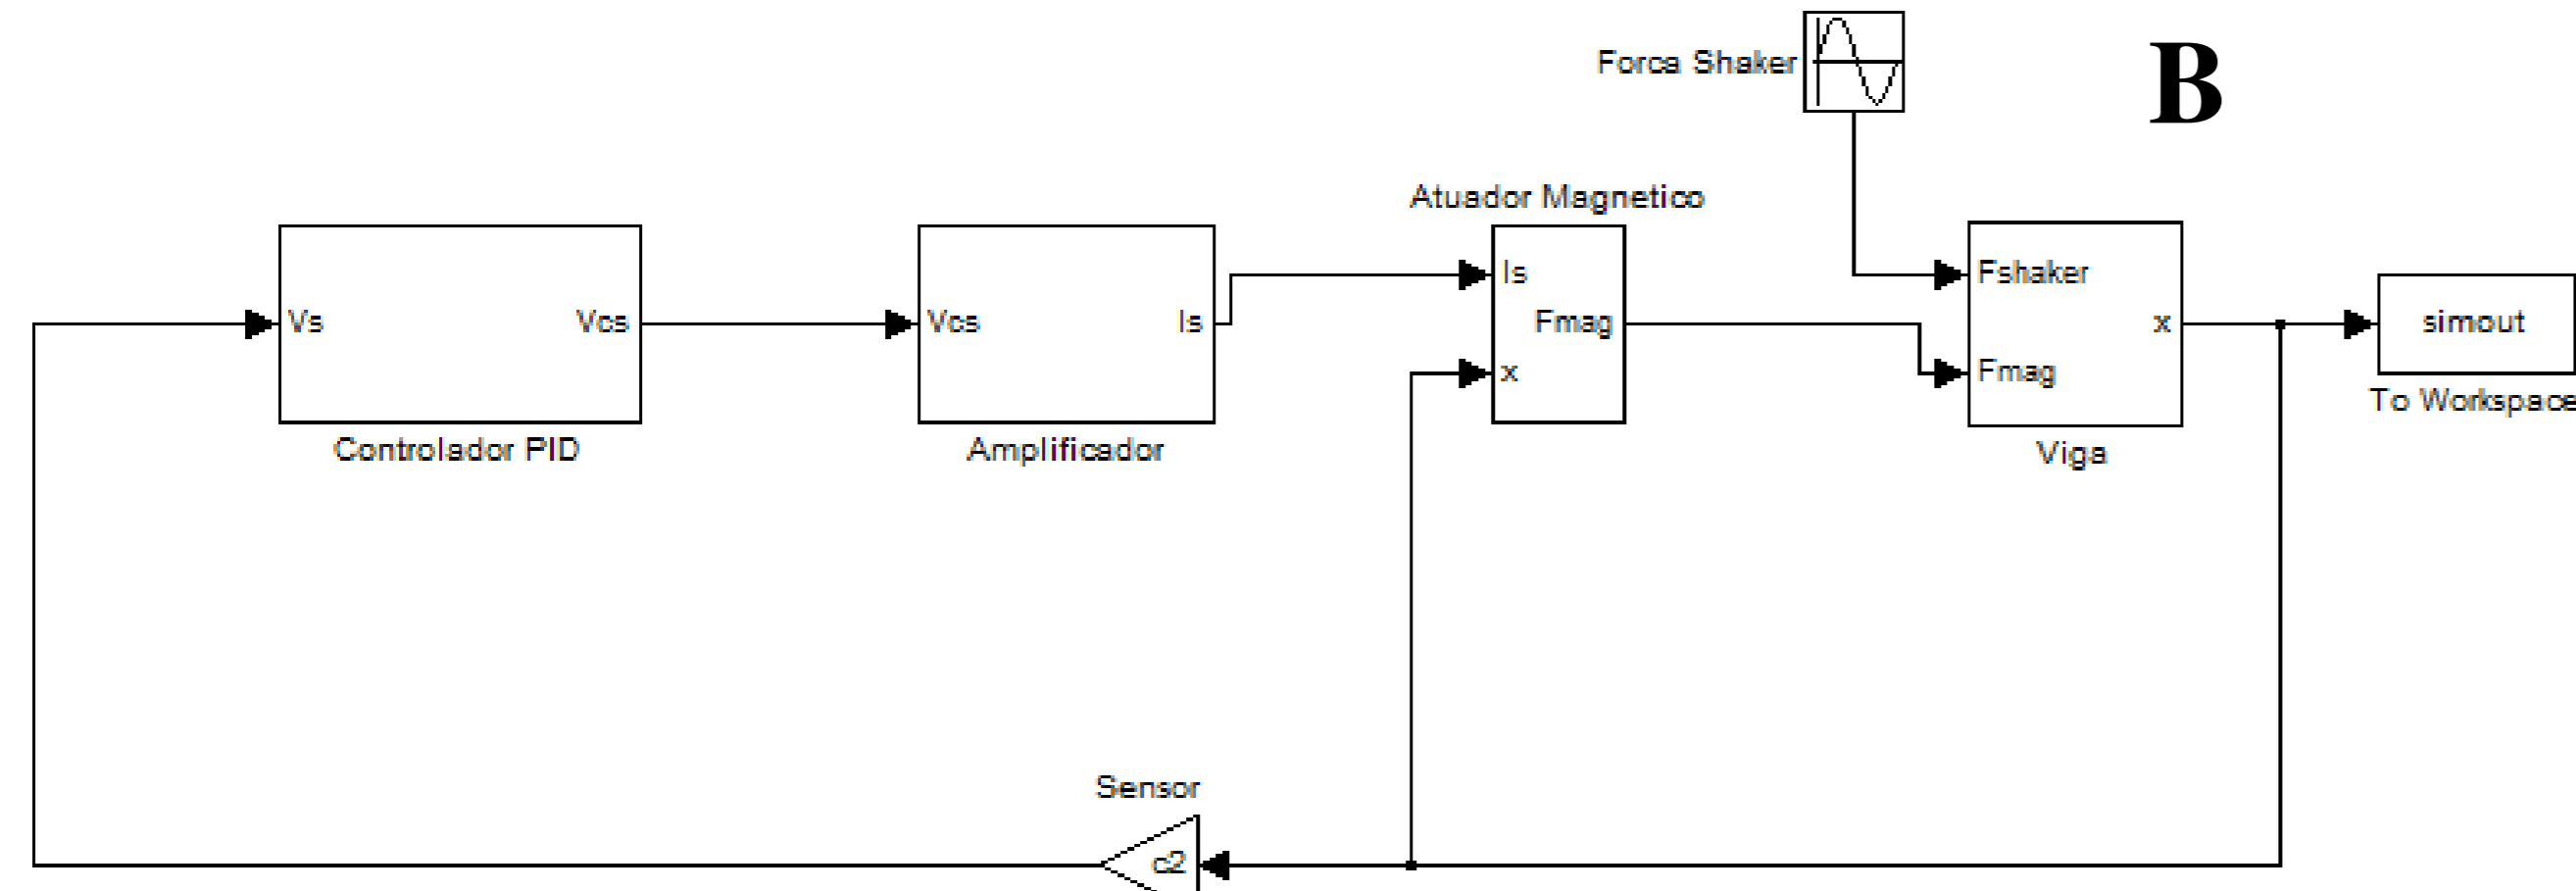 Forca Shaker
B
Atuador Magnetico
Vs
Vcs
Controlador PID
Vcs
Is
Amplificador
Is
x
Fmag
Fshaker
Fmag
x
Viga
simout
To Workspace
Sensor
c2